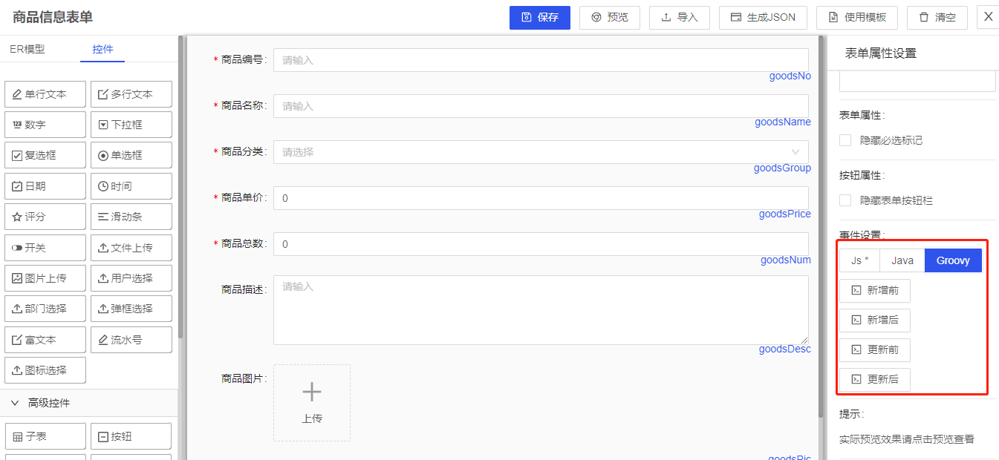 商品信息表单
保存
预览
导入
生成JSON
使用模板
清空
X
ER模型
控件
单行文本
多行文本
123 数字
下拉框
复选框
单选框
日期
时间
评分
滑动条
开关
文件上传
图片上传
用户选择
部门选择
弹框选择
富文本
流水号
图标选择
高级控件
子表
按钮
* 商品编号: 请输入
goodsNo
* 商品名称: 请输入
goodsName
* 商品分类: 请选择
goodsGroup
* 商品单价: 0
goodsPrice
* 商品总数: 0
goodsNum
商品描述: 请输入
goodsDesc
商品图片:
上传
goodsPic
表单属性设置
表单属性:
隐藏必选标记
按钮属性:
隐藏表单按钮栏
事件设置:
Js * Java Groovy
新增前
新增后
更新前
更新后
提示:
实际预览效果请点击预览查看